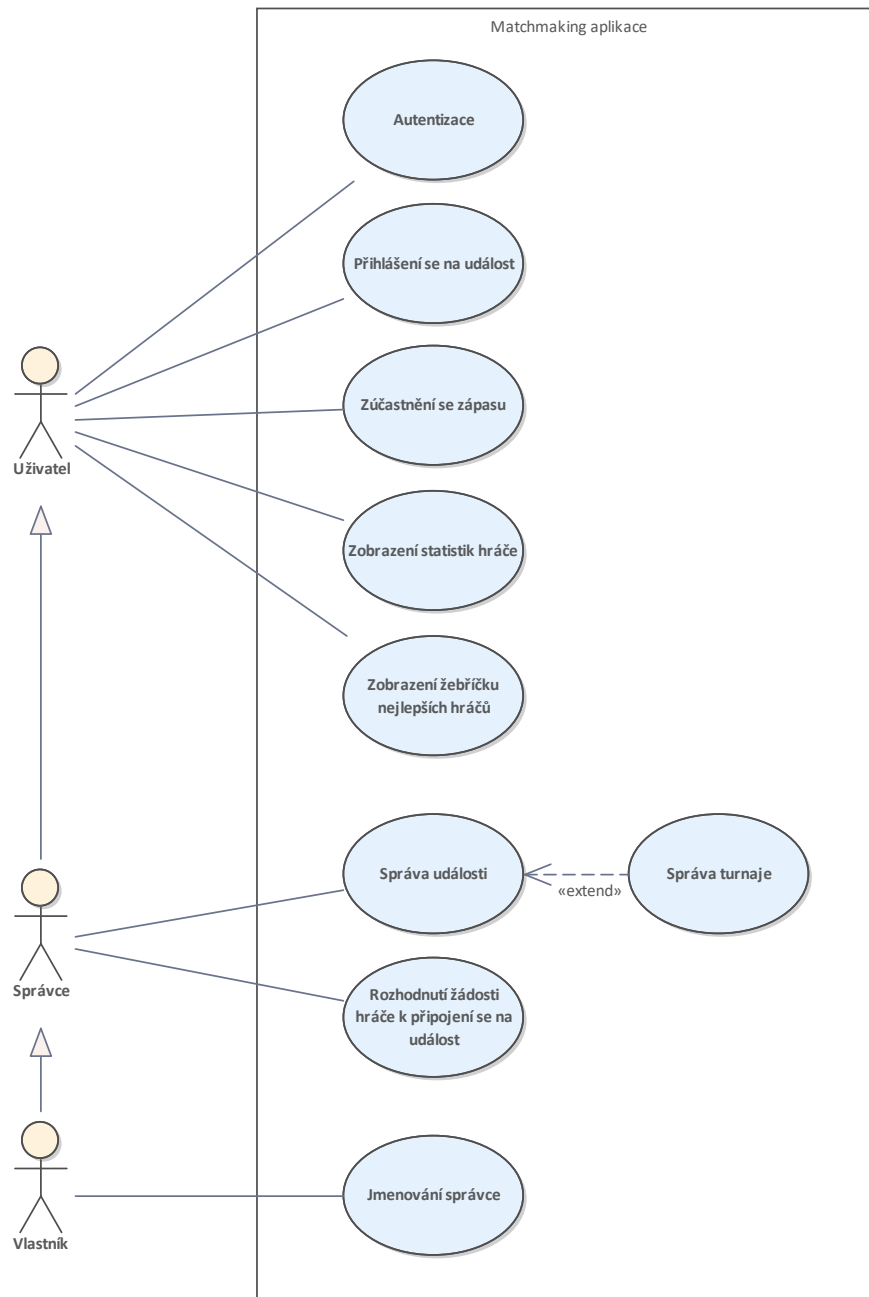 Matchmaking aplikace
Autentizace
Přihlášení se na událost
Zúčastnění se zápasu
Uživatel
Zobrazení statistik hráče
Zobrazení žebříčku
nejlepších hráčů
Správa události
«extend»
Správa turnaje
Správce
Rozhodnutí žádosti
hráče k připojení se na
událost
Jmenování správce
Vlastník